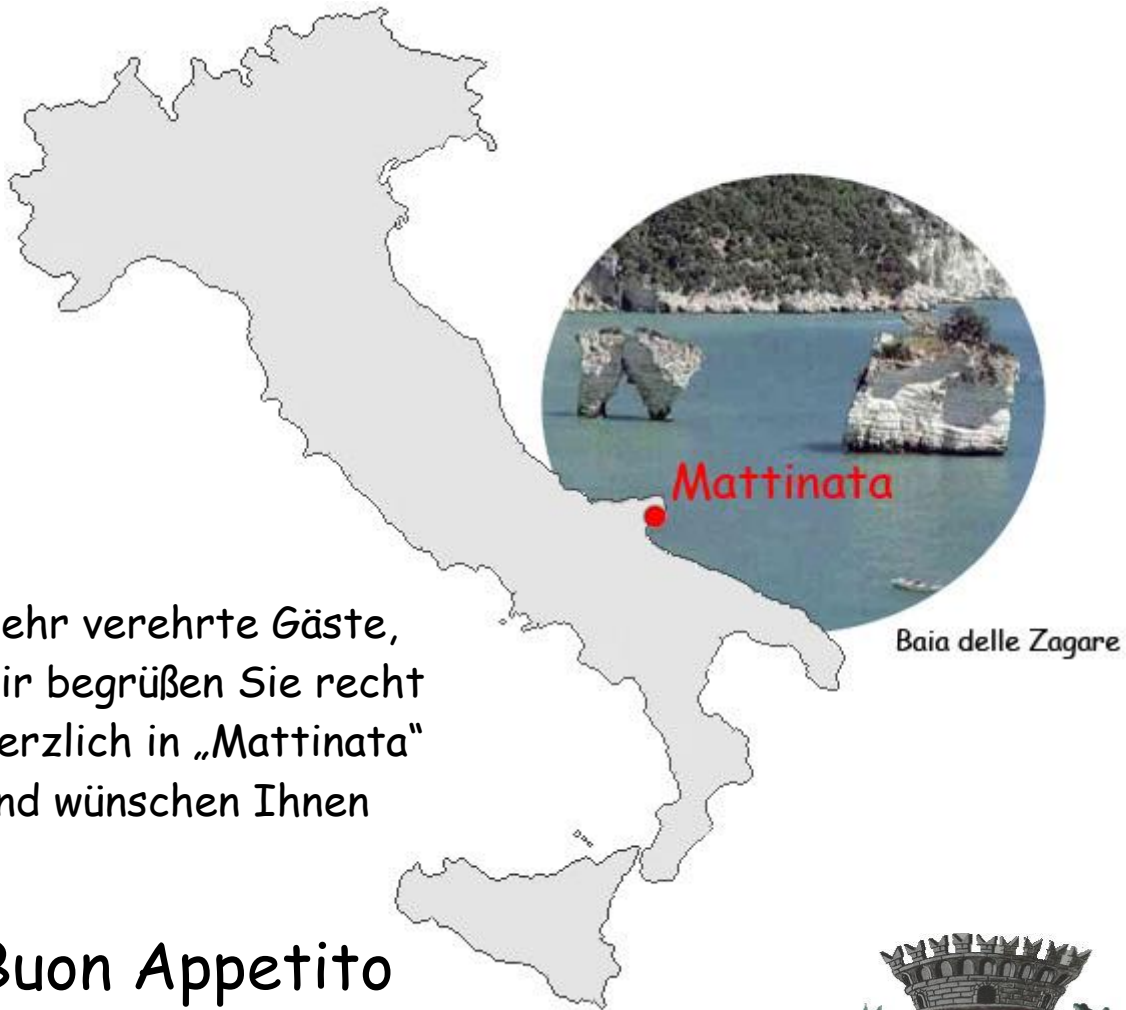 Mattinata
Baia delle Zagare
ehr verehrte Gäste,
ir begrüßen Sie recht
erzlich in „Mattinata“
nd wünschen Ihnen
Buon Appetito